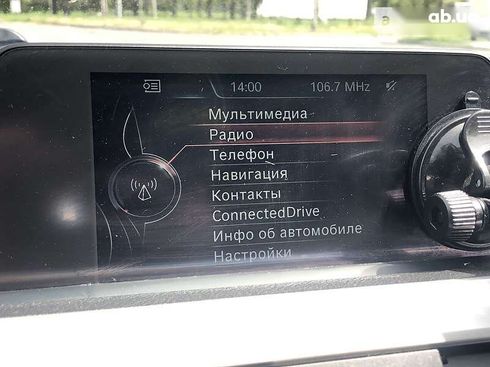 ab.ua
14:00 106.7 MHz
Мультимедиа
Радио
Телефон
Навигация
Контакты
ConnectedDrive
Инфо об автомобиле
Настройки